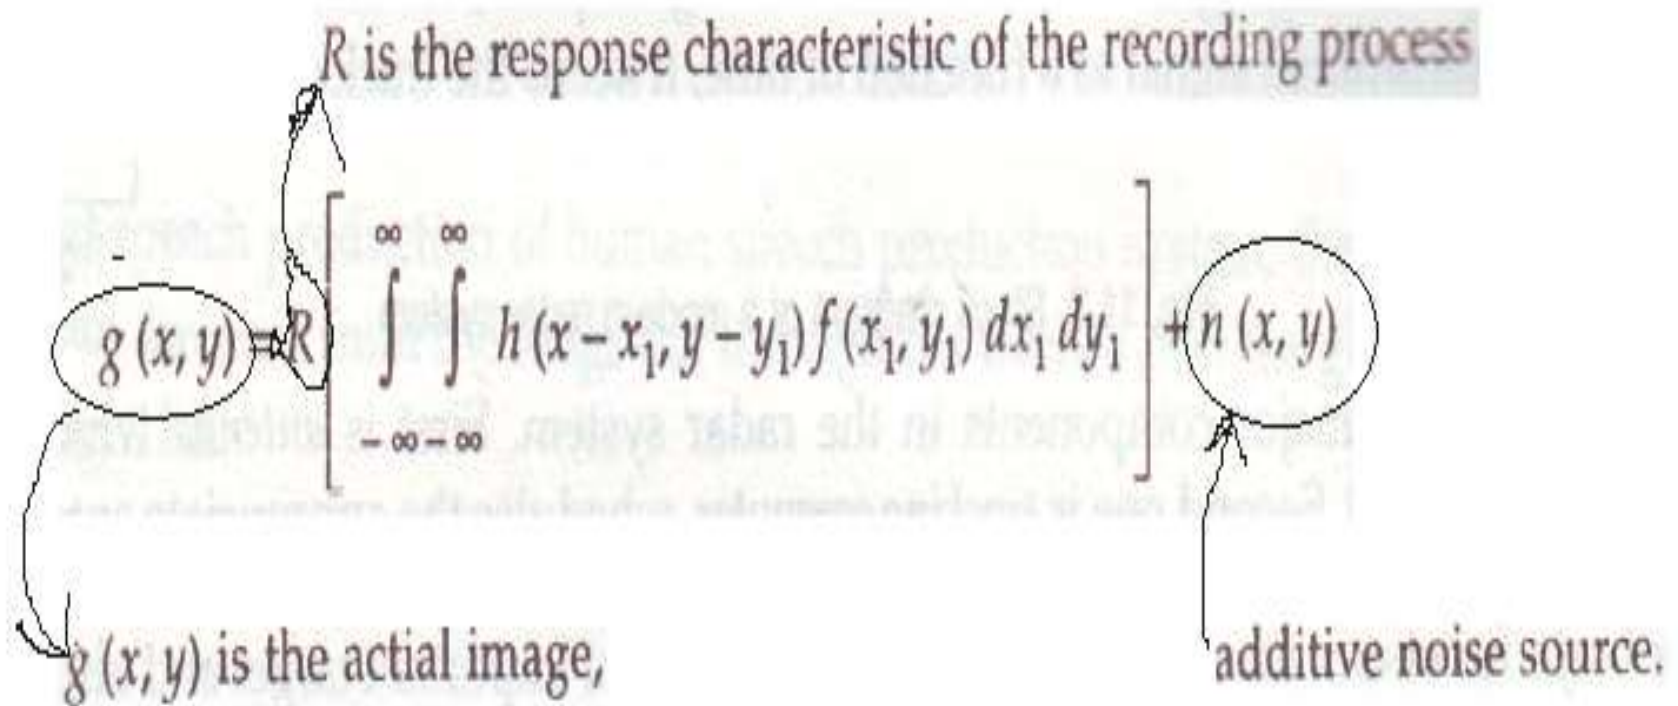 R is the response characteristic of the recording process
g (x, y) = R [ ∞ ∞ ∫ ∫ − ∞ − ∞ h (x − x₁, y − y₁) f (x₁, y₁) dx₁ dy₁ ] + n (x, y)
g (x, y) is the actial image,
additive noise source.